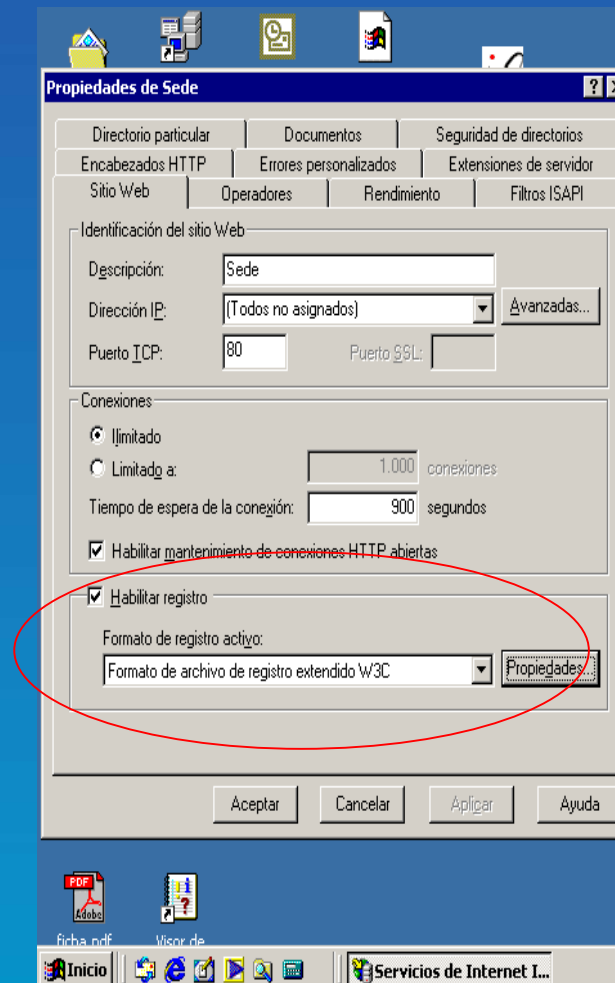 Propiedades de Sede
Directorio particular Documentos Seguridad de directorios
Encabezados HTTP Errores personalizados Extensiones de servidor
Sitio Web Operadores Rendimiento Filtros ISAPI
Identificación del sitio Web
Descripción: Sede
Dirección IP: (Todos no asignados) Avanzadas...
Puerto TCP: 80 Puerto SSL:
Conexiones
Ilimitado
Limitado a: 1.000 conexiones
Tiempo de espera de la conexión: 900 segundos
Habilitar mantenimiento de conexiones HTTP abiertas
Habilitar registro
Formato de registro activo:
Formato de archivo de registro extendido W3C Propiedades...
Aceptar Cancelar Aplicar Ayuda
PDF
Adobe
ficha.pdf Visor de
Inicio Servicios de Internet I...